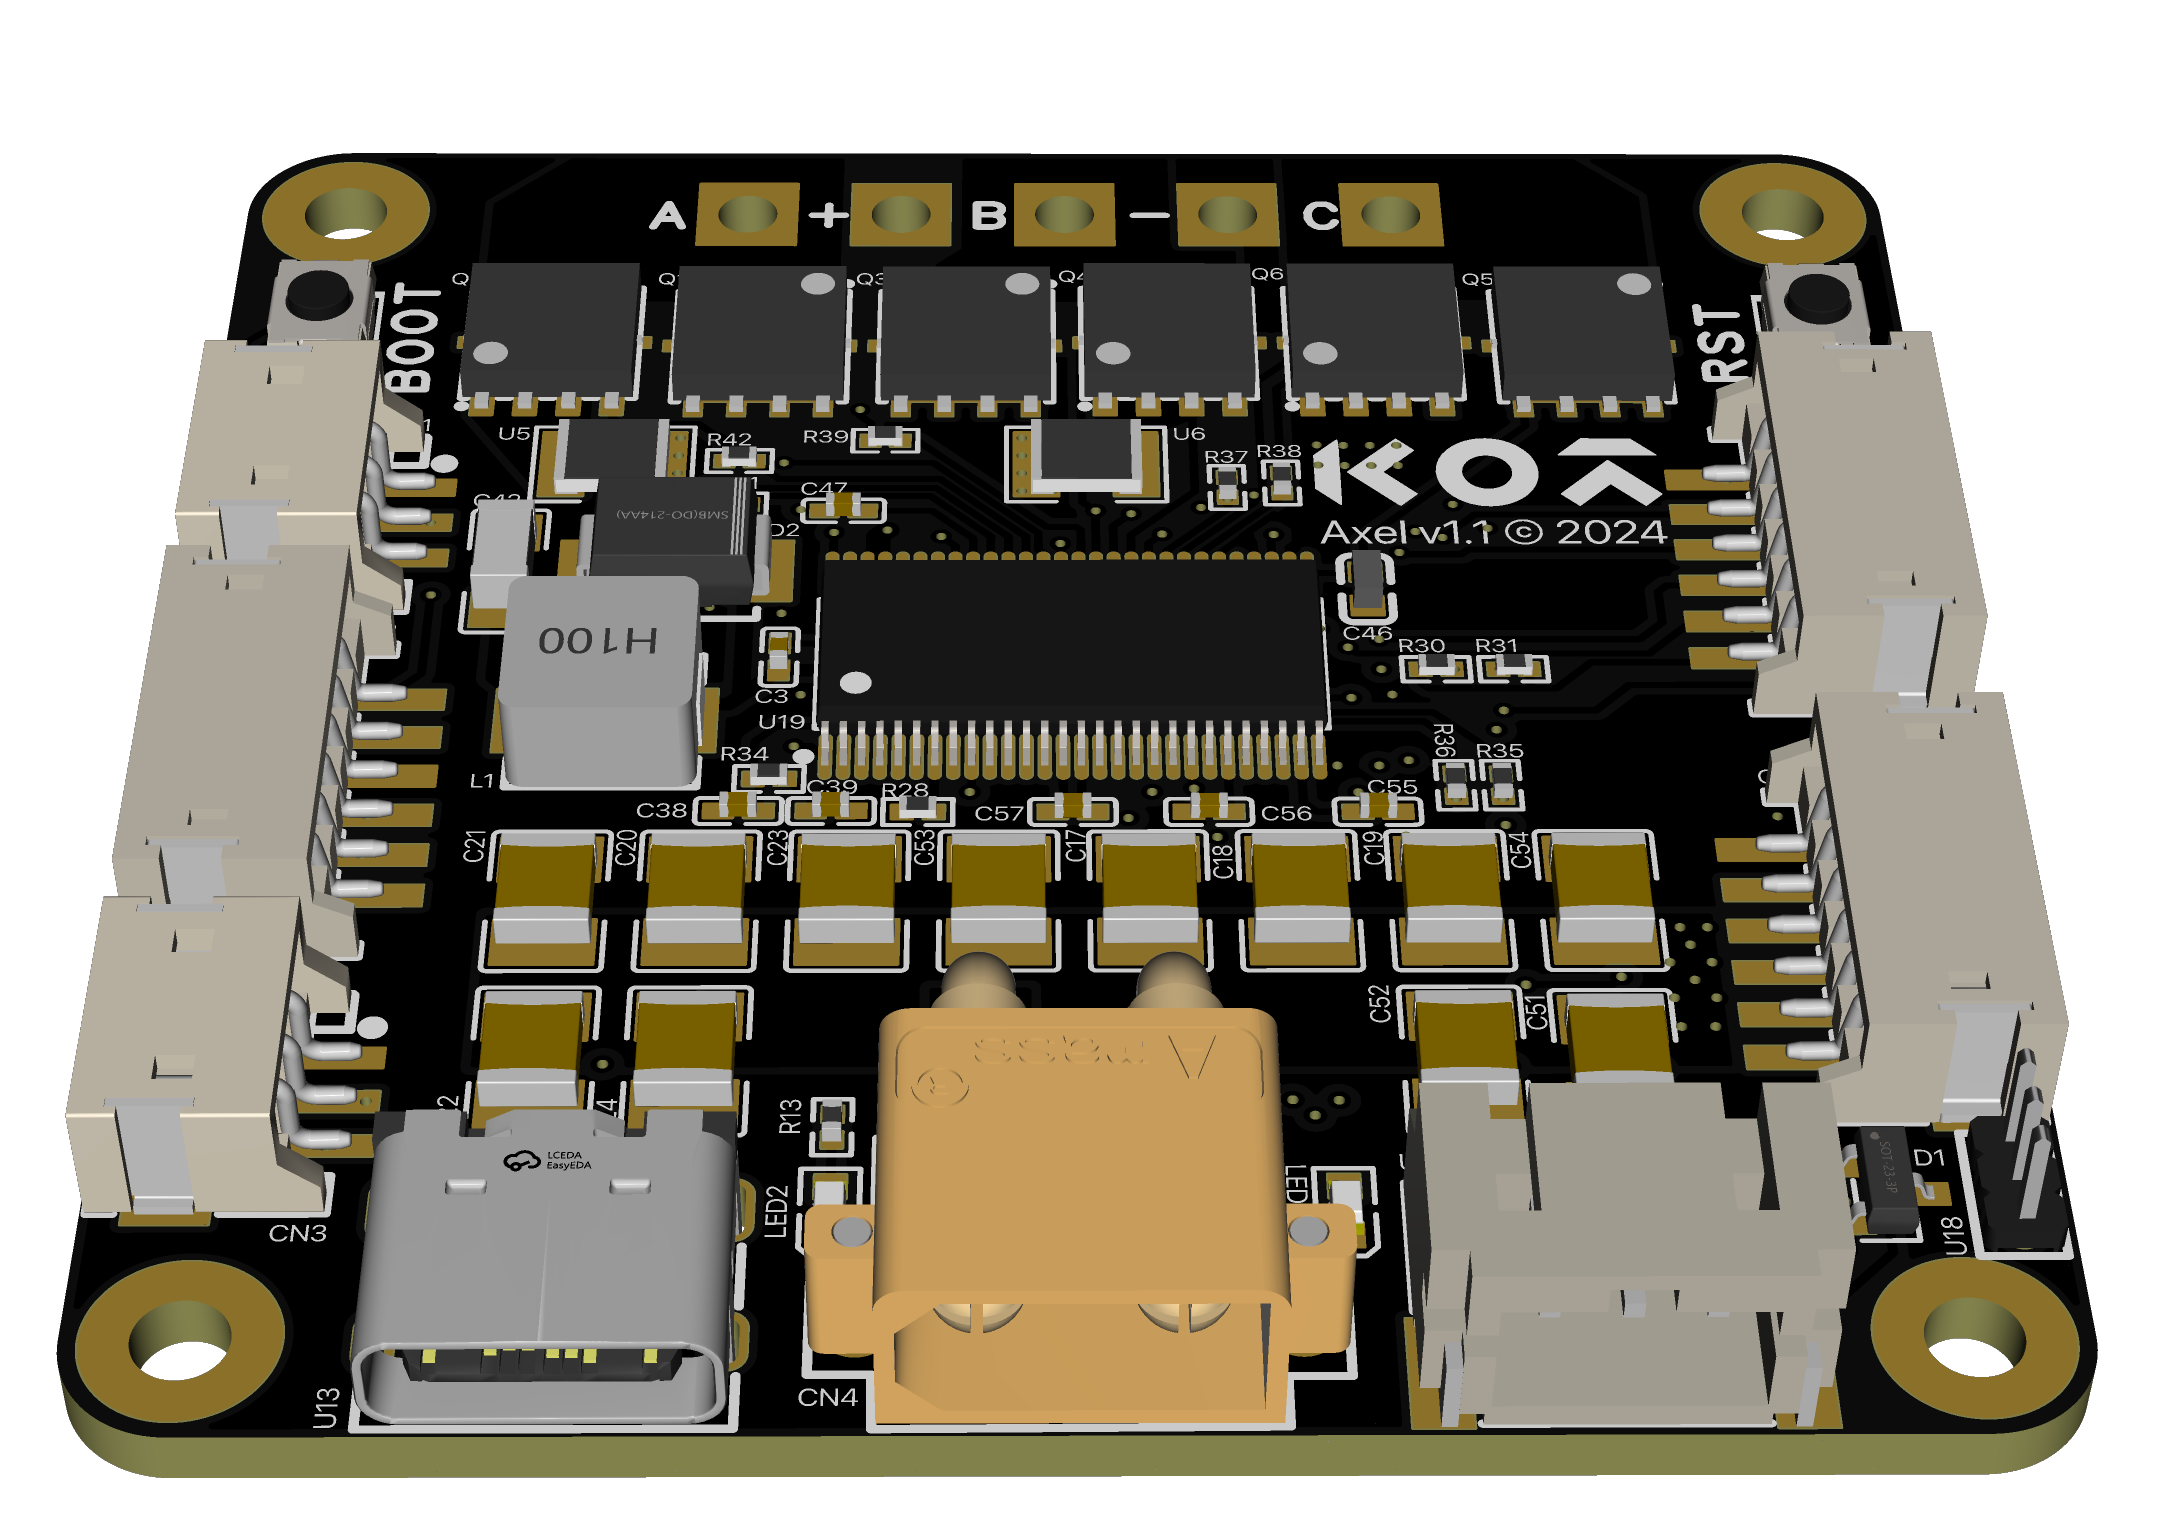 A + B - C
BOOT
RST
Q3
Q4
Q6
Q5
U5
R42
R39
U6
R37
R38
KOA
Axel v1.1 © 2024
C47
SMB(DO-214AA)
D2
H100
C46
R30
R31
C3
U19
L1
R34
R36
R35
C38
C39
R28
C57
C56
C55
C21
C20
C23
C53
C17
C18
C19
C54
C52
C51
Amass
R13
LCEDA
EasyEDA
LED2
LED
SOT-23-3P
D1
U18
CN3
U13
CN4